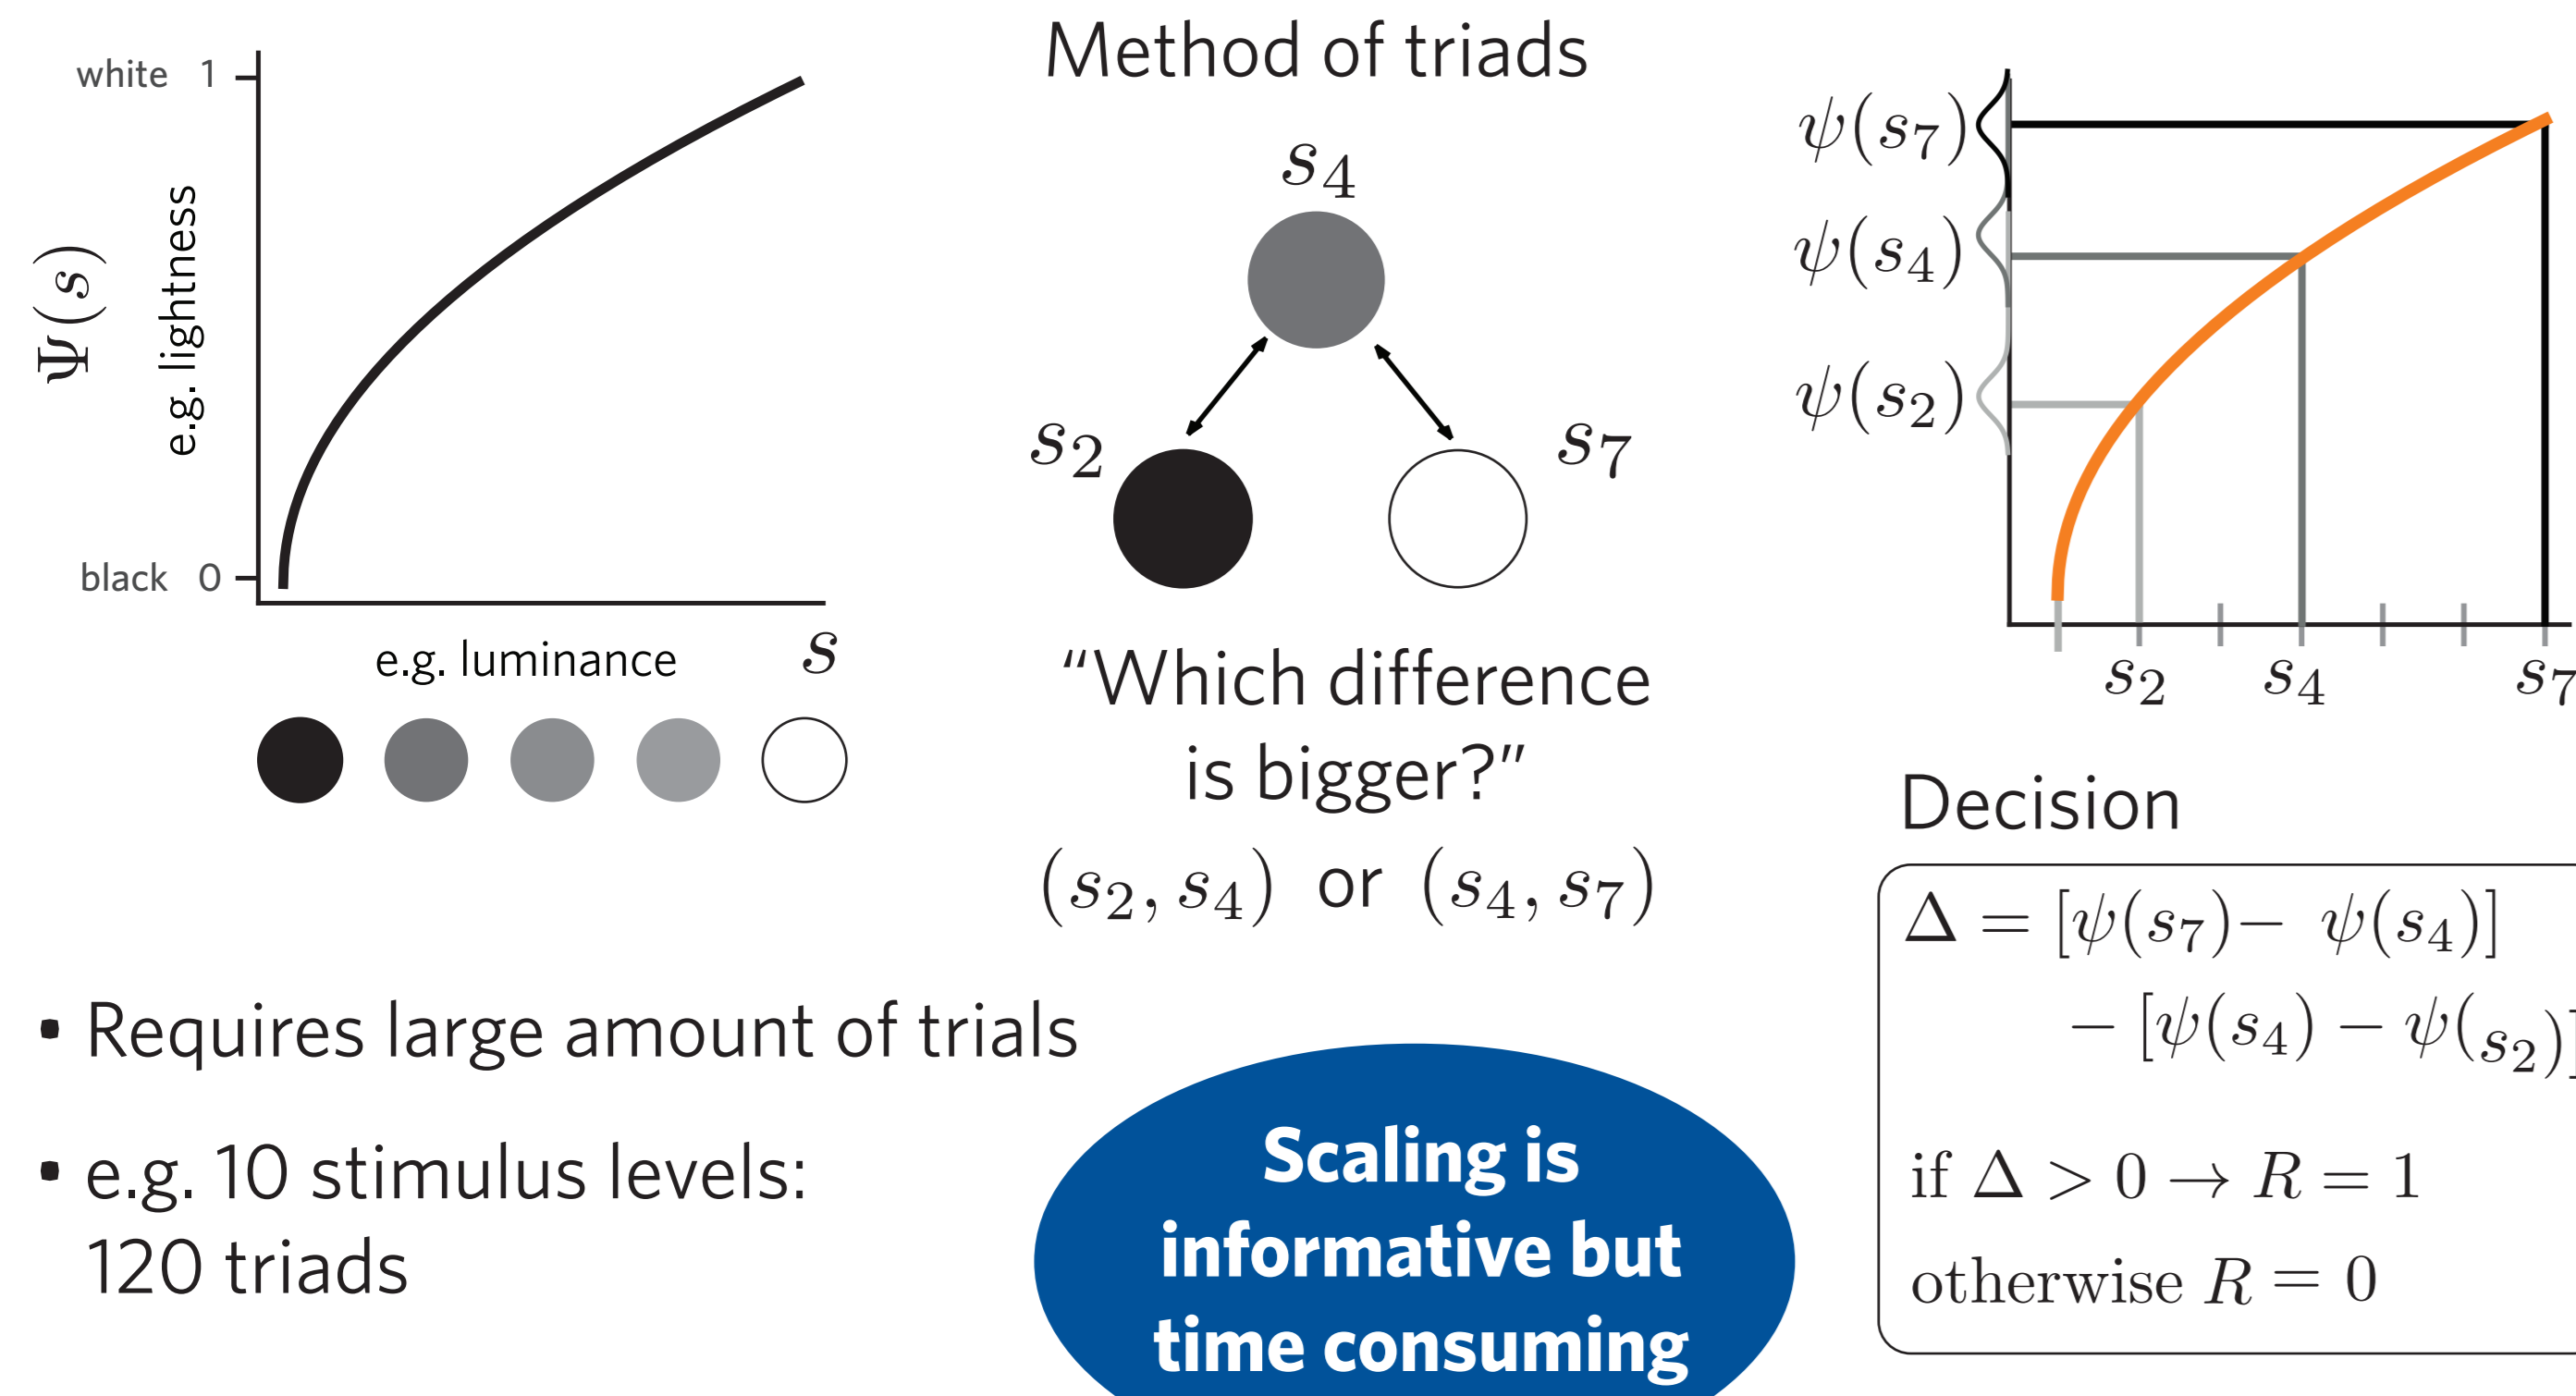 white 1
black 0
Ψ(s)
e.g. lightness
e.g. luminance s
Method of triads
s₄
s₂
s₇
“Which difference
is bigger?”
(s₂, s₄) or (s₄, s₇)
ψ(s₇)
ψ(s₄)
ψ(s₂)
s₂ s₄ s₇
Decision
Δ = [ψ(s₇) − ψ(s₄)]
− [ψ(s₄) − ψ(s₂)]
if Δ > 0 → R = 1
otherwise R = 0
• Requires large amount of trials
• e.g. 10 stimulus levels:
120 triads
Scaling is
informative but
time consuming